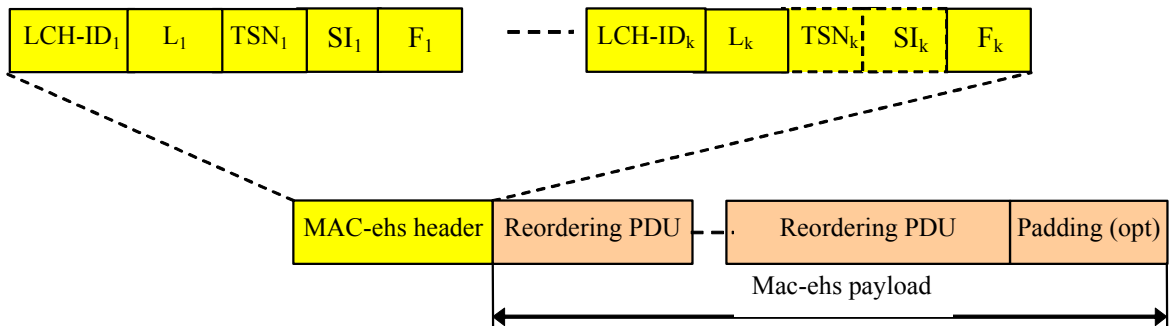 LCH-ID1 L1 TSN1 SI1 F1 LCH-IDk Lk TSNk SIk Fk
MAC-ehs header Reordering PDU Reordering PDU Padding (opt)
Mac-ehs payload